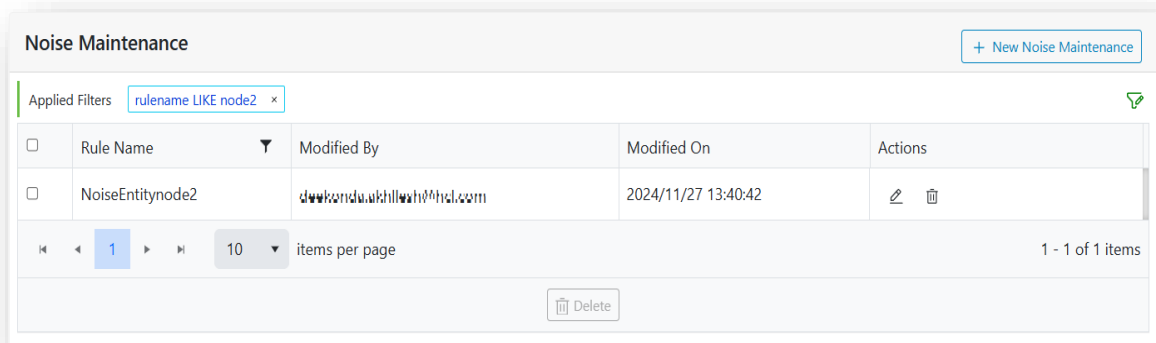 Noise Maintenance
+ New Noise Maintenance
Applied Filters rulename LIKE node2 ×
Rule Name Modified By Modified On Actions
NoiseEntitynode2 2024/11/27 13:40:42
1 10 items per page 1 - 1 of 1 items
Delete